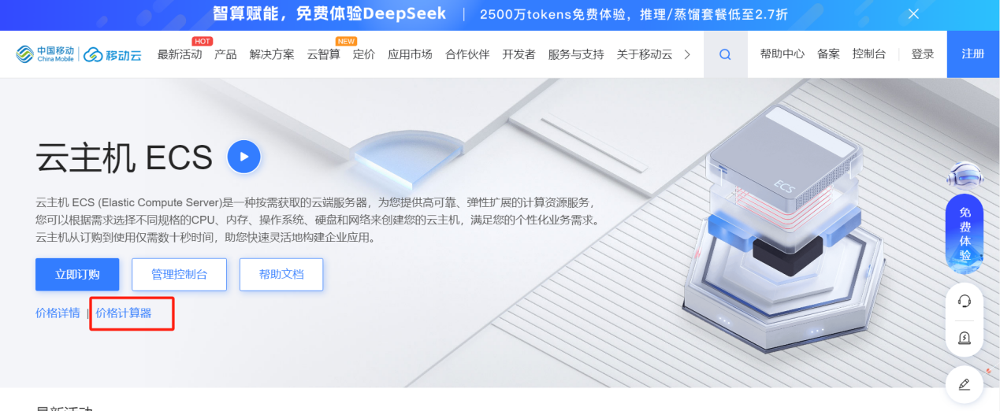 智算赋能，免费体验DeepSeek | 2500万tokens免费体验，推理/蒸馏套餐低至2.7折
中国移动 China Mobile 移动云 最新活动 HOT 产品 解决方案 云智算 NEW 定价 应用市场 合作伙伴 开发者 服务与支持 关于移动云 帮助中心 备案 控制台 登录 注册
云主机 ECS
云主机 ECS (Elastic Compute Server)是一种按需获取的云端服务器，为您提供高可靠、弹性扩展的计算资源服务，
您可以根据需求选择不同规格的CPU、内存、操作系统、硬盘和网络来创建您的云主机，满足您的个性化业务需求。
云主机从订购到使用仅需数十秒时间，助您快速灵活地构建企业应用。
立即订购 管理控制台 帮助文档
价格详情 | 价格计算器
ECS
免费体验
最新活动